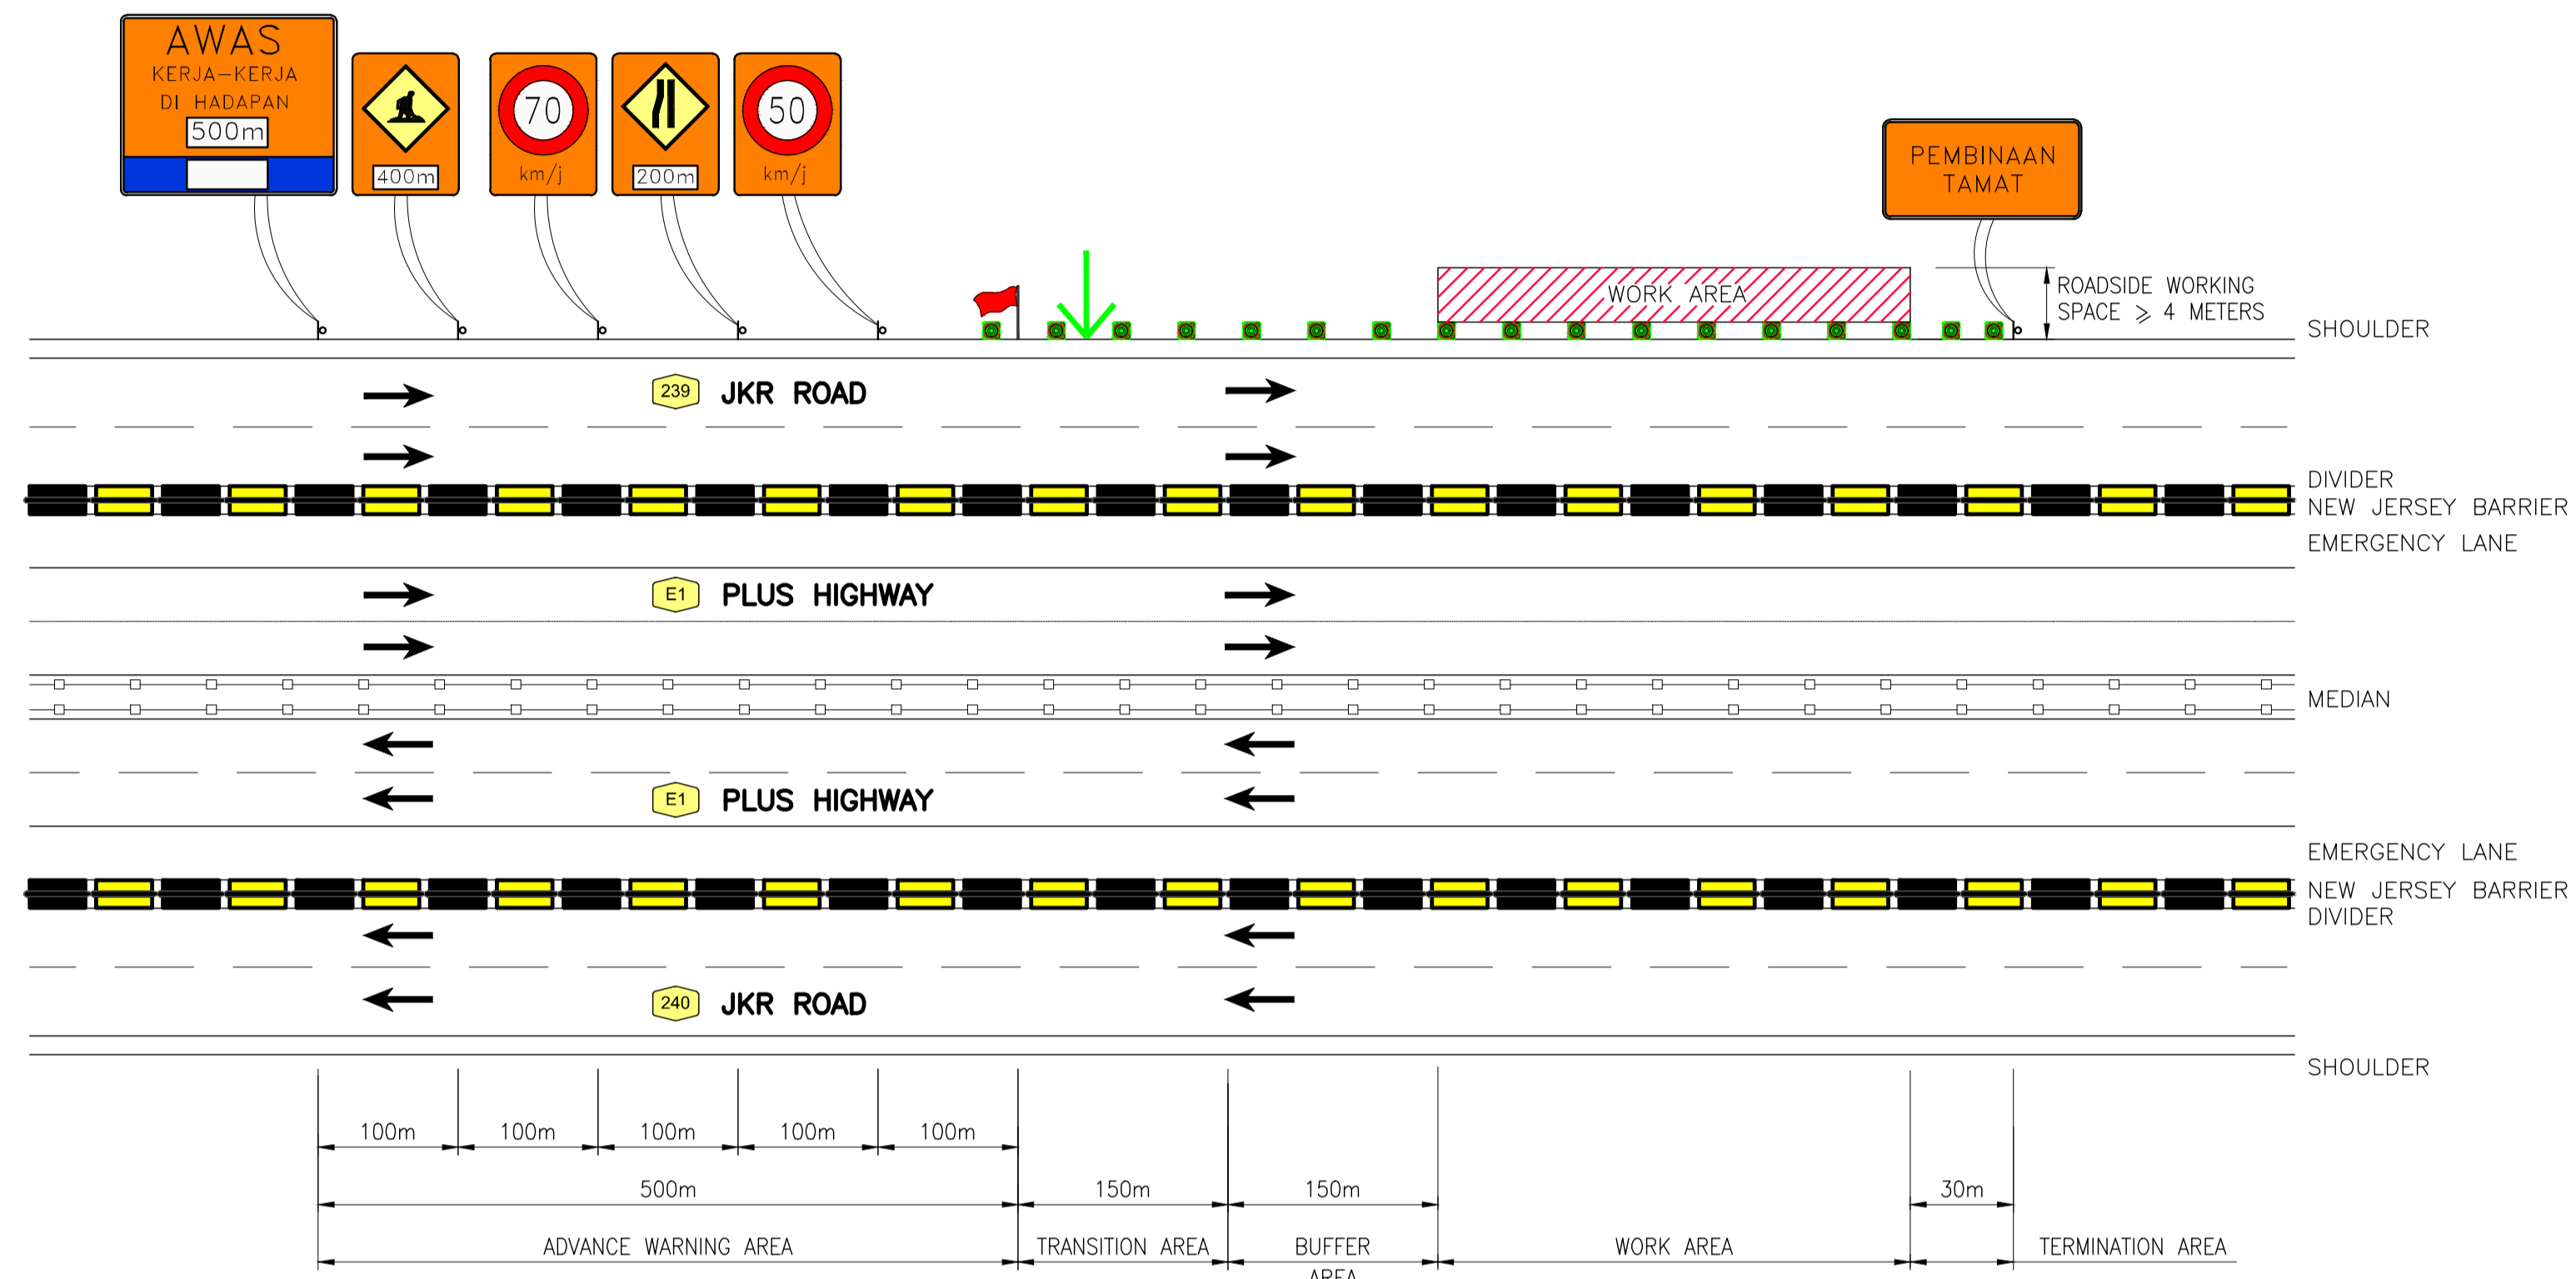 AWAS
KERJA-KERJA
DI HADAPAN
500m
400m
70
km/j
200m
50
km/j
PEMBINAAN
TAMAT
WORK AREA
ROADSIDE WORKING
SPACE ⩾ 4 METERS
SHOULDER
239 JKR ROAD
DIVIDER
NEW JERSEY BARRIER
EMERGENCY LANE
E1 PLUS HIGHWAY
MEDIAN
E1 PLUS HIGHWAY
EMERGENCY LANE
NEW JERSEY BARRIER
DIVIDER
240 JKR ROAD
SHOULDER
100m 100m 100m 100m 100m
500m 150m 150m 30m
ADVANCE WARNING AREA TRANSITION AREA BUFFER WORK AREA TERMINATION AREA
AREA